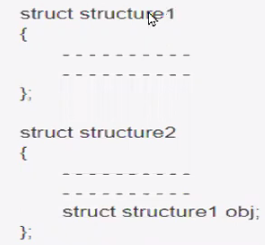 struct structure1
{
- - - - - - - - - -
- - - - - - - - - -
};
struct structure2
{
- - - - - - - - - -
- - - - - - - - - -
struct structure1 obj;
};